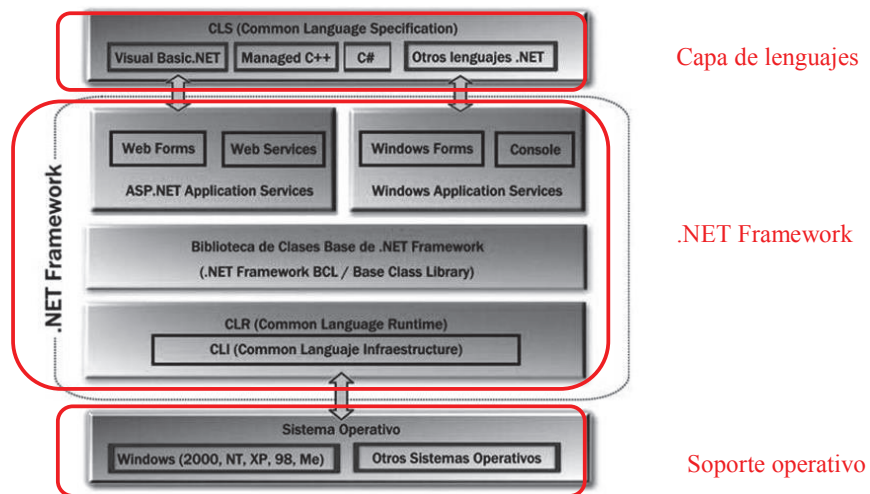 CLS (Common Language Specification)
Visual Basic.NET
Managed C++
C#
Otros lenguajes .NET
Capa de lenguajes
.NET Framework
Web Forms
Web Services
ASP.NET Application Services
Windows Forms
Console
Windows Application Services
.NET Framework
Biblioteca de Clases Base de .NET Framework
(.NET Framework BCL / Base Class Library)
CLR (Common Language Runtime)
CLI (Common Languaje Infraestructure)
Sistema Operativo
Windows (2000, NT, XP, 98, Me)
Otros Sistemas Operativos
Soporte operativo